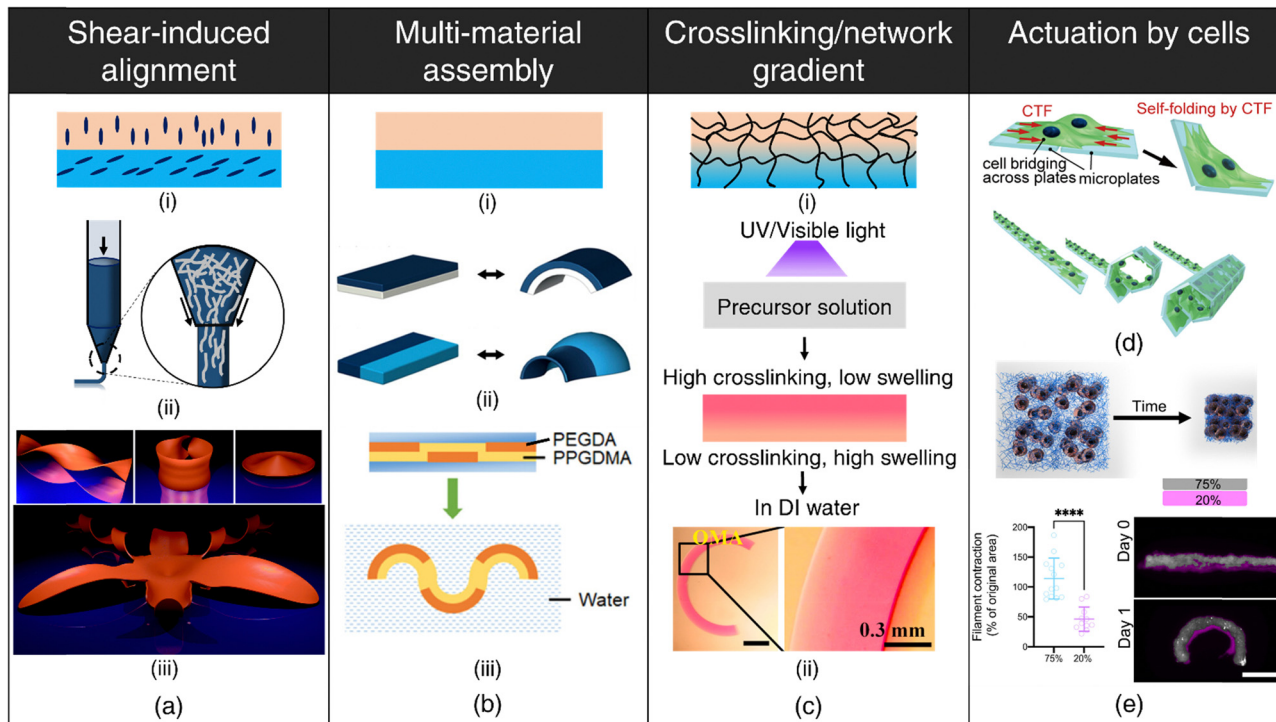 Shear-induced
alignment
(i)
(ii)
(iii)
(a)
Multi-material
assembly
(i)
(ii)
PEGDA
PPGDMA
Water
(iii)
(b)
Crosslinking/network
gradient
(i)
UV/Visible light
Precursor solution
High crosslinking, low swelling
Low crosslinking, high swelling
In DI water
OMA
0.3 mm
(ii)
(c)
Actuation by cells
CTF
Self-folding by CTF
cell bridging
across plates
microplates
(d)
Time
75%
20%
****
Filament contraction
(% of original area)
200
150
100
50
0
75%
20%
Day 0
Day 1
(e)